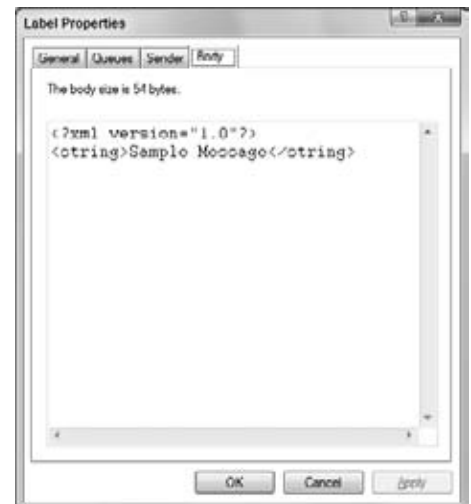 Label Properties
General Queues Sender Body
The body size is 54 bytes.
<?xml version="1.0"?>
<string>Sample Message</string>
OK Cancel Apply